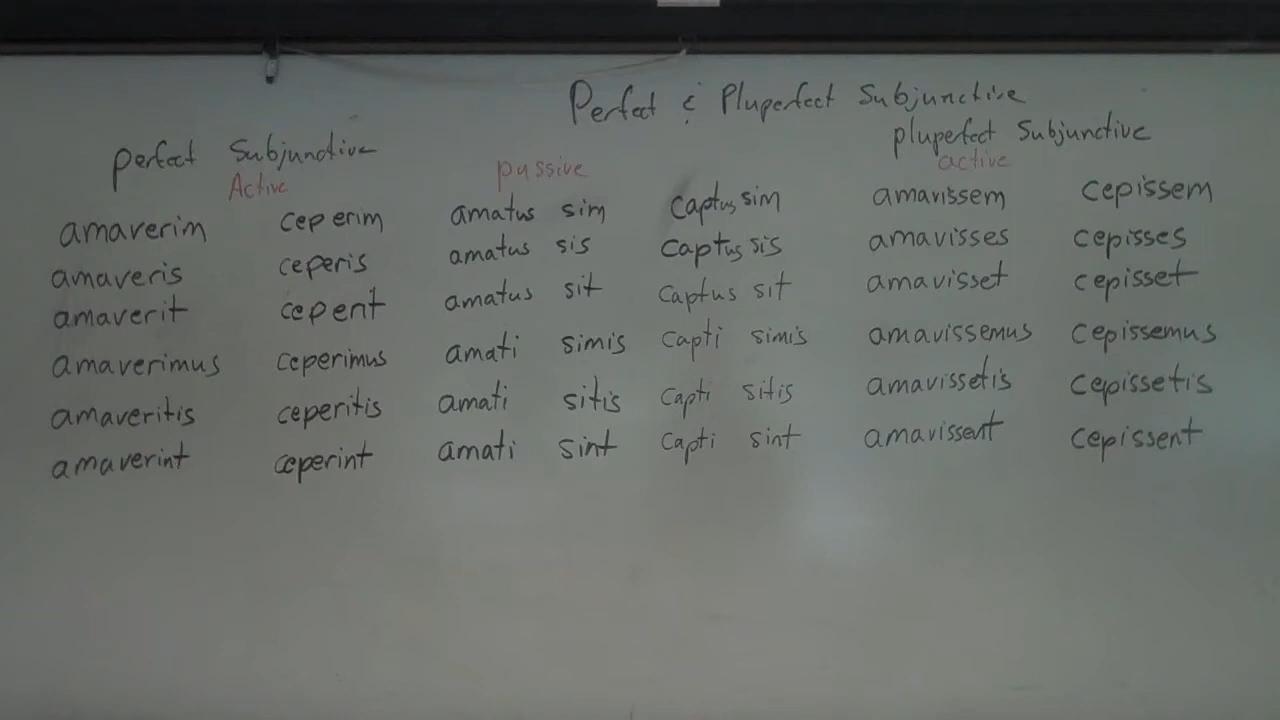 Perfect & Pluperfect Subjunctive
perfect Subjunctive
Active
amaverim ceperim
amaveris ceperis
amaverit ceperit
amaverimus ceperimus
amaveritis ceperitis
amaverint ceperint
passive
amatus sim captus sim
amatus sis captus sis
amatus sit captus sit
amati simis capti simis
amati sitis capti sitis
amati sint capti sint
pluperfect Subjunctive
active
amavissem cepissem
amavisses cepisses
amavisset cepisset
amavissemus cepissemus
amavissetis cepissetis
amavissent cepissent